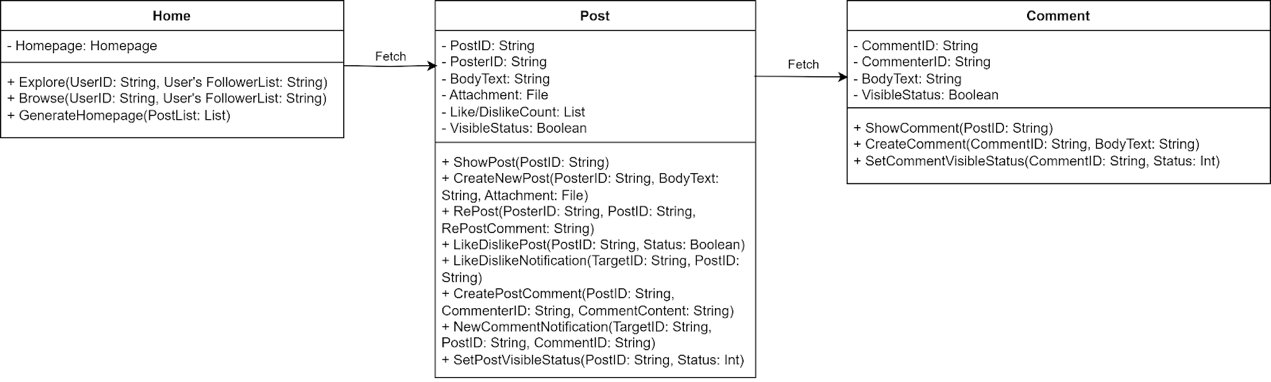 Home
- Homepage: Homepage
+ Explore(UserID: String, User's FollowerList: String)
+ Browse(UserID: String, User's FollowerList: String)
+ GenerateHomepage(PostList: List)
Fetch
Post
- PostID: String
- PosterID: String
- BodyText: String
- Attachment: File
- Like/DislikeCount: List
- VisibleStatus: Boolean
+ ShowPost(PostID: String)
+ CreateNewPost(PosterID: String, BodyText:
String, Attachment: File)
+ RePost(PosterID: String, PostID: String,
RePostComment: String)
+ LikeDislikePost(PostID: String, Status: Boolean)
+ LikeDislikeNotification(TargetID: String, PostID:
String)
+ CreatePostComment(PostID: String,
CommenterID: String, CommentContent: String)
+ NewCommentNotification(TargetID: String,
PostID: String, CommentID: String)
+ SetPostVisibleStatus(PostID: String, Status: Int)
Fetch
Comment
- CommentID: String
- CommenterID: String
- BodyText: String
- VisibleStatus: Boolean
+ ShowComment(PostID: String)
+ CreateComment(CommentID: String, BodyText: String)
+ SetCommentVisibleStatus(CommentID: String, Status: Int)